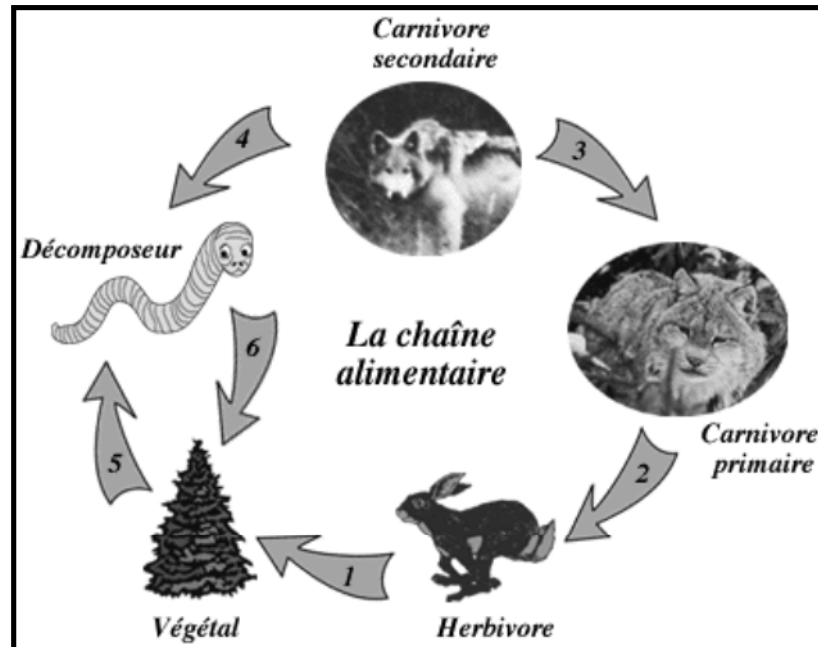 Carnivore
secondaire
4
3
Décomposeur
La chaîne
alimentaire
6
Carnivore
primaire
5
2
1
Végétal
Herbivore